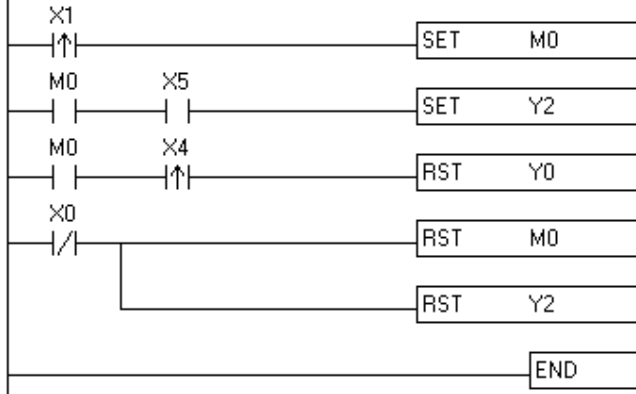 X1
SET M0
M0 X5
SET Y2
M0 X4
RST Y0
X0
RST M0
RST Y2
END